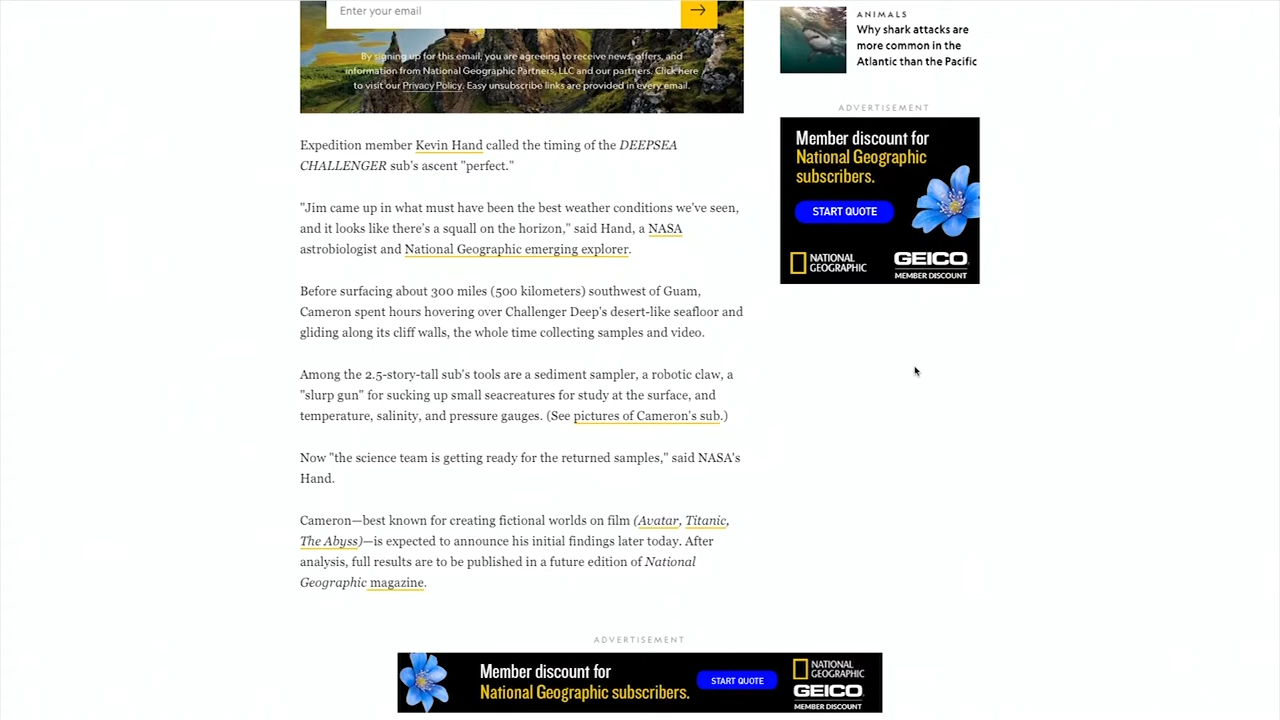 Enter your email
By signing up for this email, you are agreeing to receive news, offers, and
information from National Geographic Partners, LLC and our partners. Click here
to visit our Privacy Policy. Easy unsubscribe links are provided in every email.
Expedition member Kevin Hand called the timing of the DEEPSEA
CHALLENGER sub's ascent "perfect."
"Jim came up in what must have been the best weather conditions we've seen,
and it looks like there's a squall on the horizon," said Hand, a NASA
astrobiologist and National Geographic emerging explorer.
Before surfacing about 300 miles (500 kilometers) southwest of Guam,
Cameron spent hours hovering over Challenger Deep's desert-like seafloor and
gliding along its cliff walls, the whole time collecting samples and video.
Among the 2.5-story-tall sub's tools are a sediment sampler, a robotic claw, a
"slurp gun" for sucking up small seacreatures for study at the surface, and
temperature, salinity, and pressure gauges. (See pictures of Cameron's sub.)
Now "the science team is getting ready for the returned samples," said NASA's
Hand.
Cameron—best known for creating fictional worlds on film (Avatar, Titanic,
The Abyss)—is expected to announce his initial findings later today. After
analysis, full results are to be published in a future edition of National
Geographic magazine.
ANIMALS
Why shark attacks are
more common in the
Atlantic than the Pacific
ADVERTISEMENT
Member discount for
National Geographic
subscribers.
START QUOTE
NATIONAL
GEOGRAPHIC
GEICO
MEMBER DISCOUNT
ADVERTISEMENT
Member discount for
National Geographic subscribers.
START QUOTE
NATIONAL
GEOGRAPHIC
GEICO
MEMBER DISCOUNT